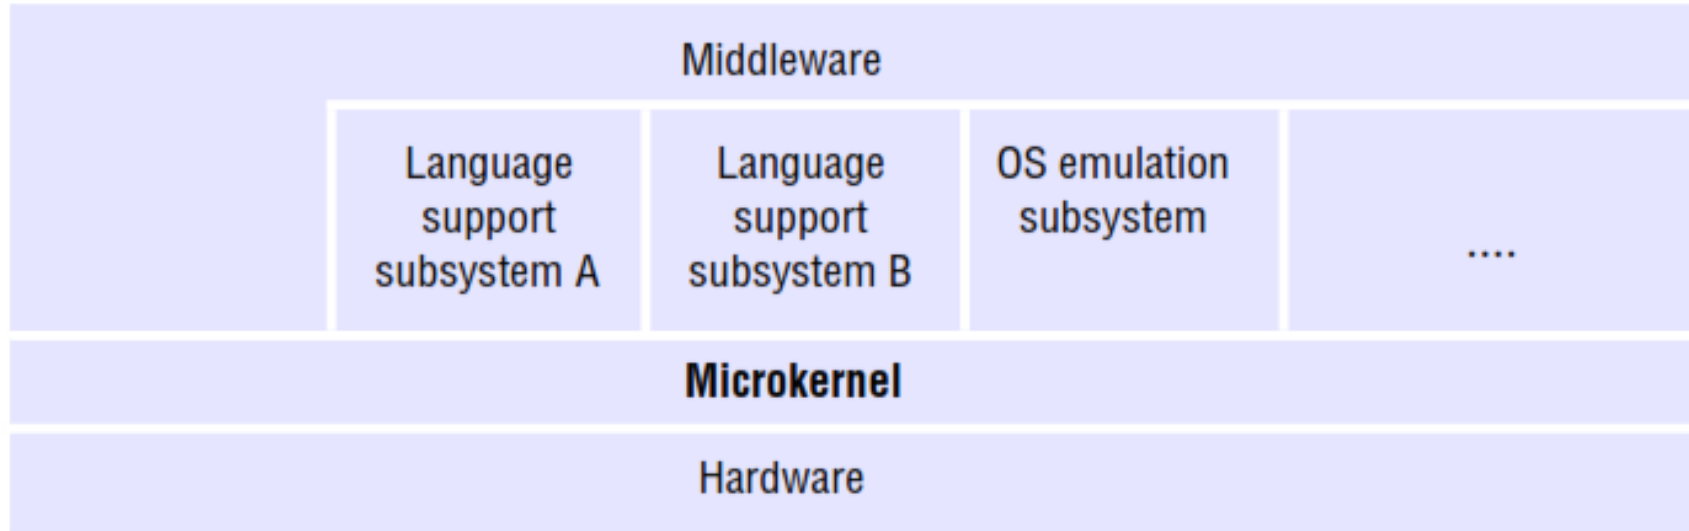 Middleware
Language
support
subsystem A
Language
support
subsystem B
OS emulation
subsystem
....
Microkernel
Hardware